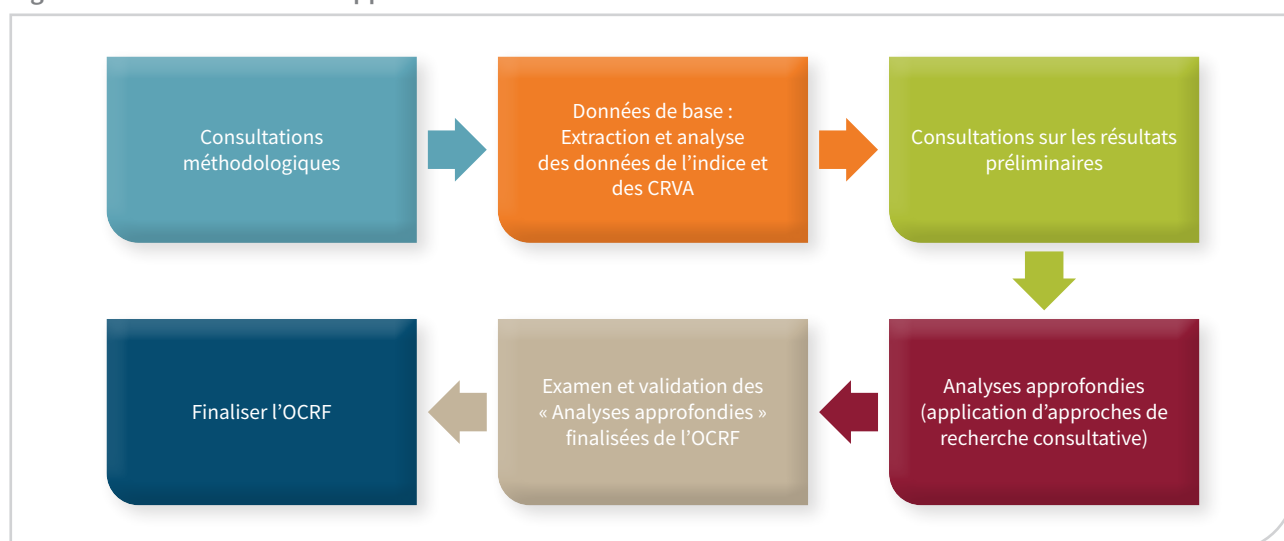 Consultations
méthodologiques
Données de base :
Extraction et analyse
des données de l’indice et
des CRVA
Consultations sur les résultats
préliminaires
Analyses approfondies
(application d’approches de
recherche consultative)
Examen et validation des
« Analyses approfondies »
finalisées de l’OCRF
Finaliser l’OCRF